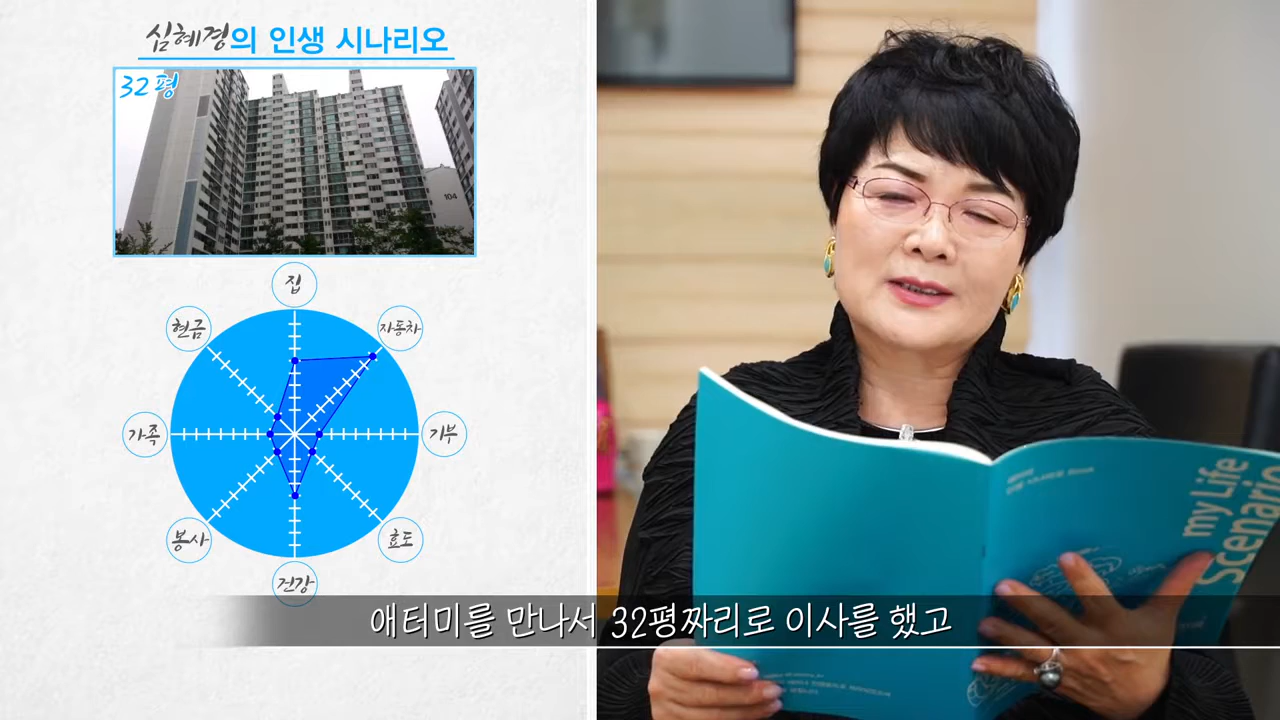 심혜경의 인생 시나리오
32평
104
집
현금
자동차
가족
기부
봉사
효도
건강
my Life
Scenario
애터미를 만나서 32평짜리로 이사를 했고